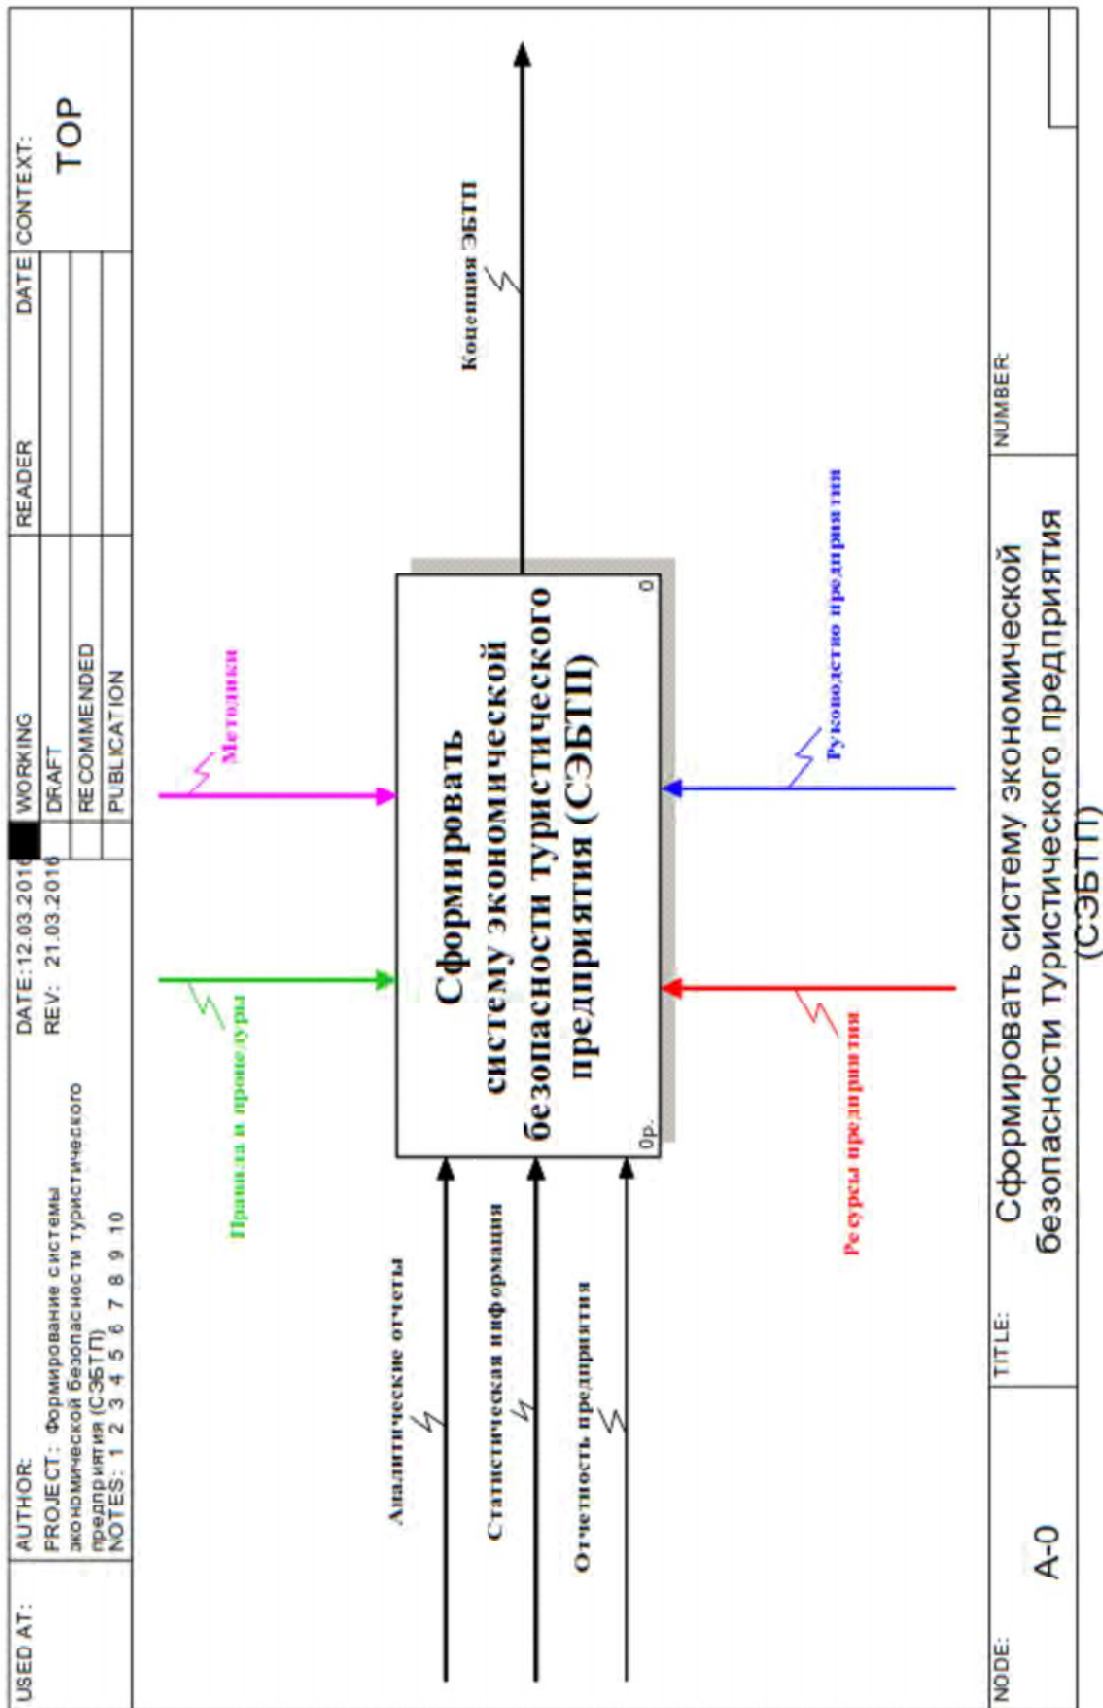 USED AT:
AUTHOR:
DATE:12.03.2016
WORKING
READER
DATE
CONTEXT:
PROJECT: Формирование системы
экономической безопасности туристического
предприятия (СЭБТП)
REV: 21.03.2016
DRAFT
TOP
RECOMMENDED
NOTES: 1 2 3 4 5 6 7 8 9 10
PUBLICATION
Правила и процедуры
Методики
Аналитические отчеты
Статистическая информация
Отчетность предприятия
Сформировать
систему экономической
безопасности туристического
предприятия (СЭБТП)
0р.
0
Коцепция ЭБТП
Ресурсы предприятия
Руководство предприятия
NODE:
TITLE:
NUMBER:
A-0
Сформировать систему экономической
безопасности туристического предприятия
(СЭБТП)